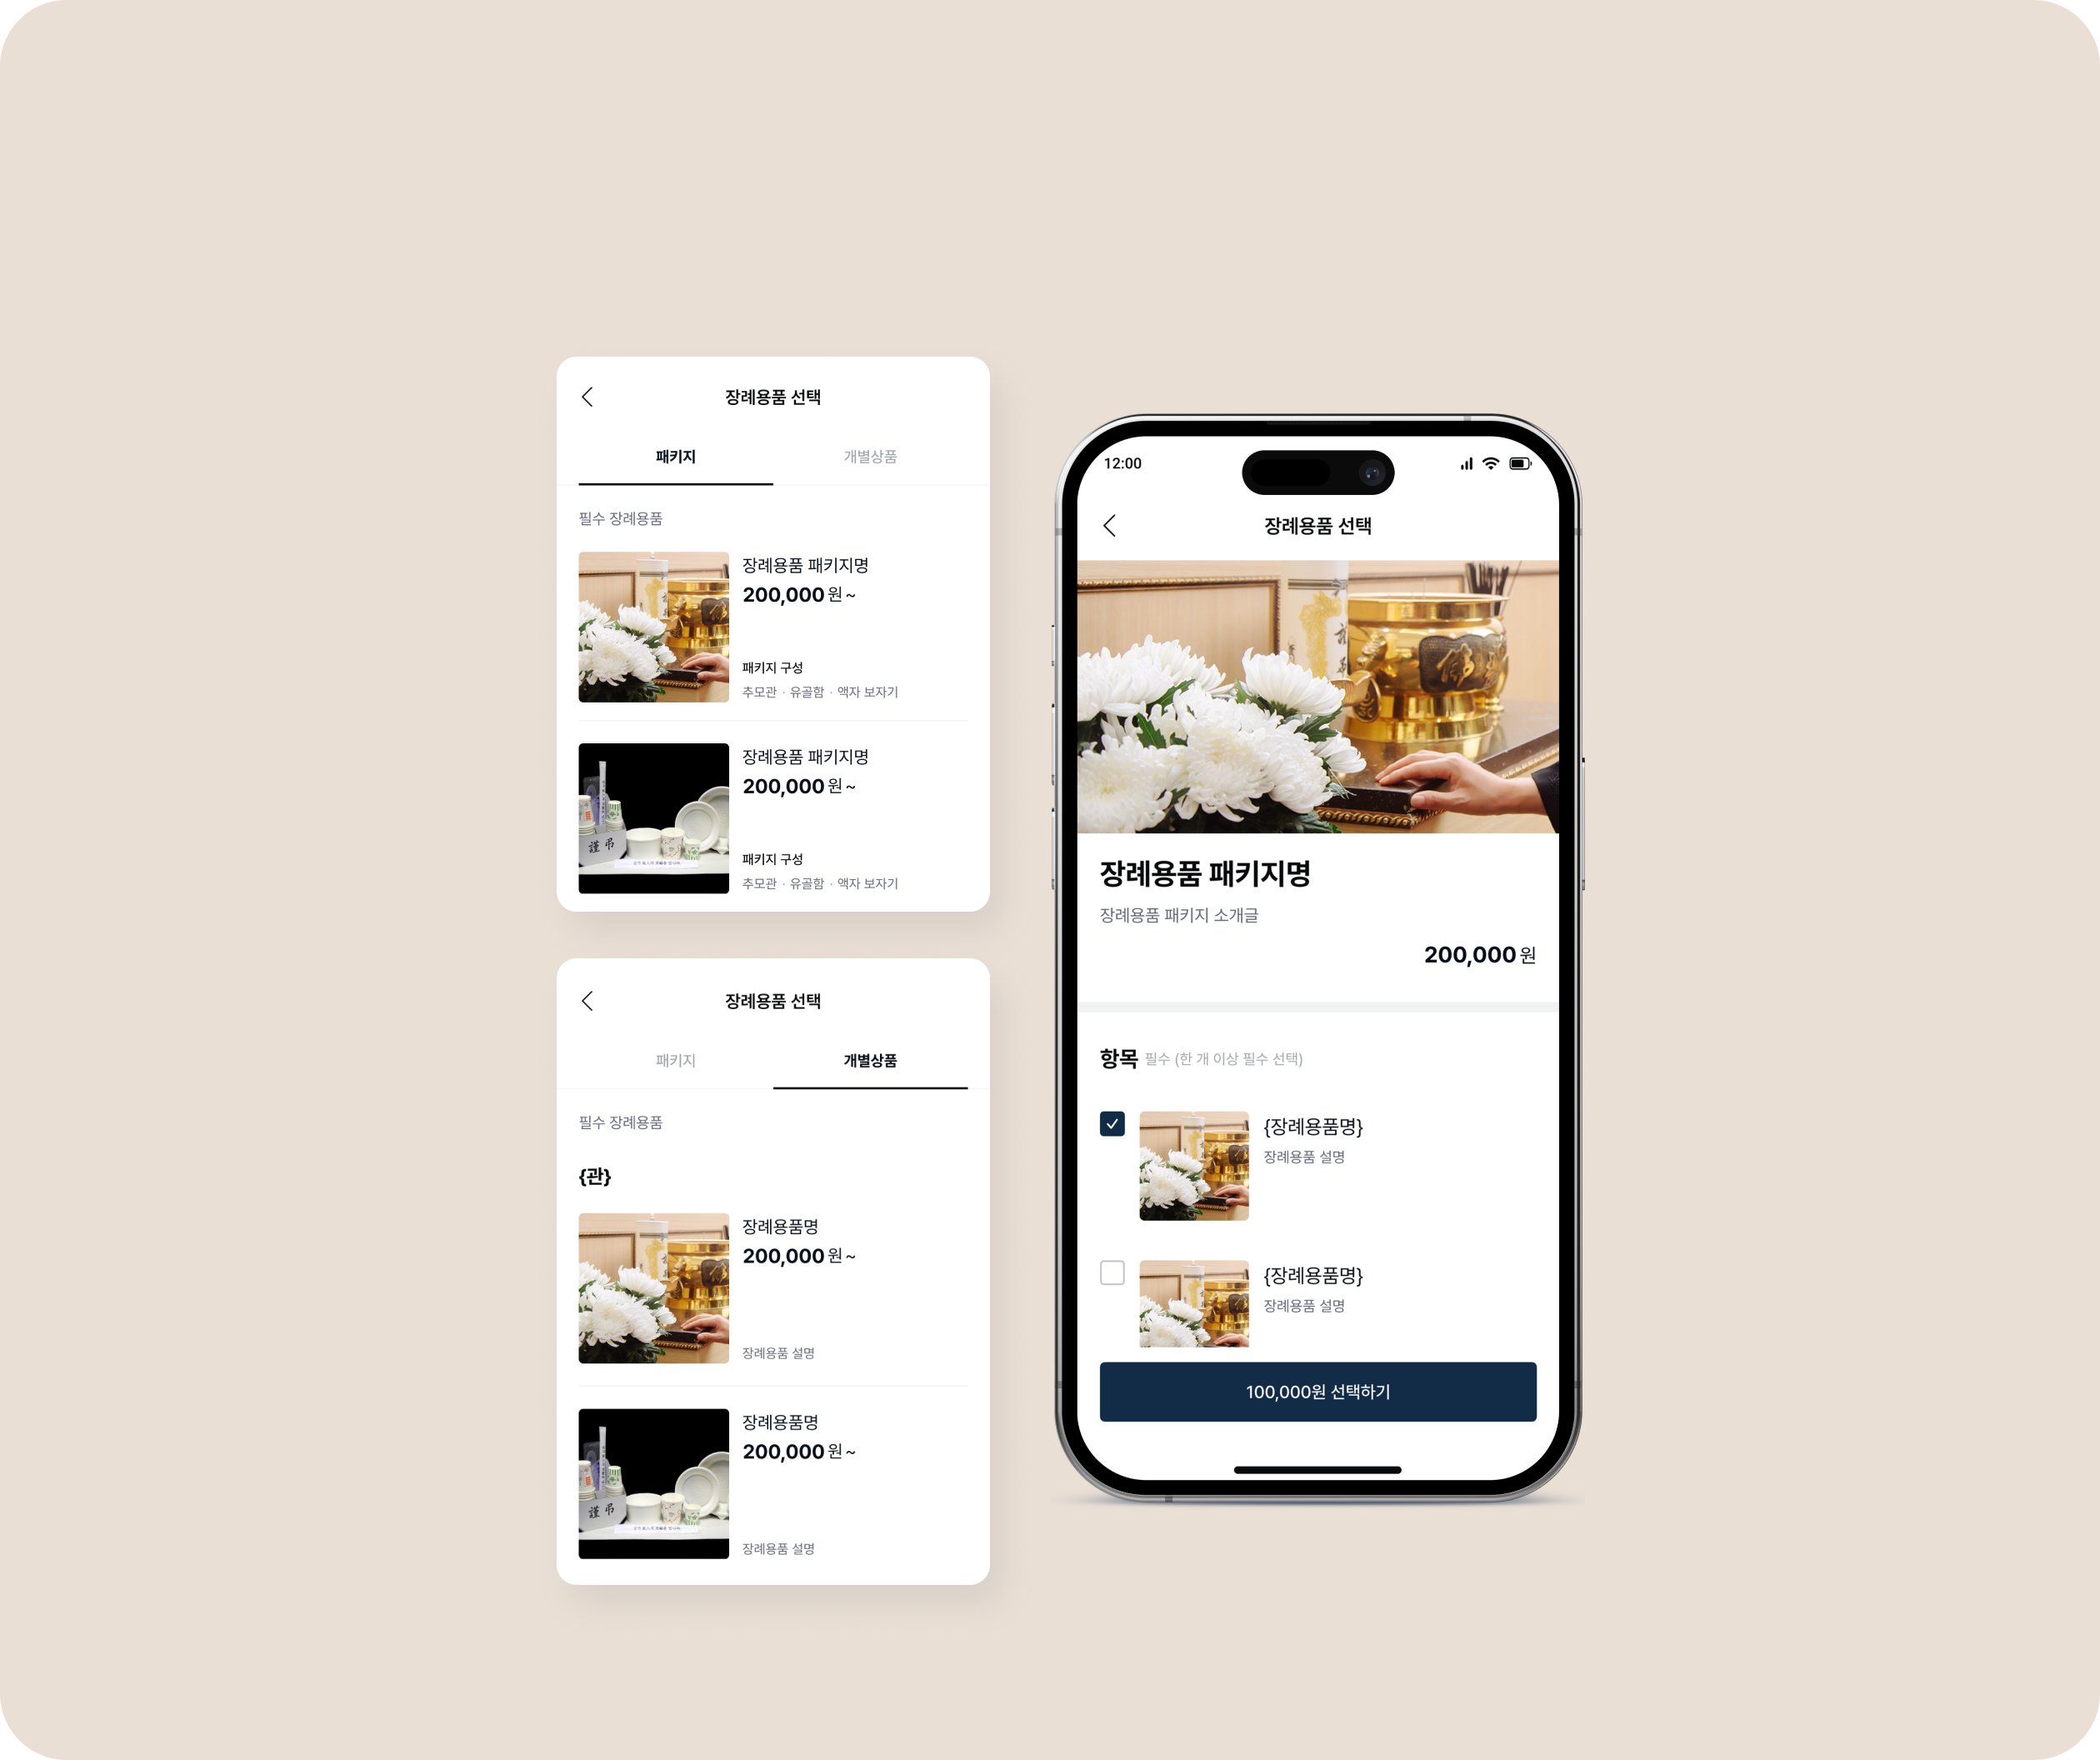 장례용품 선택
패키지 개별상품
필수 장례용품
장례용품 패키지명
200,000 원 ~
패키지 구성
추모관 · 유골함 · 액자 보자기
謹弔
장례용품 패키지명
200,000 원 ~
패키지 구성
추모관 · 유골함 · 액자 보자기
장례용품 선택
패키지 개별상품
필수 장례용품
{관}
장례용품명
200,000 원 ~
장례용품 설명
謹弔
장례용품명
200,000 원 ~
장례용품 설명
12:00
장례용품 선택
장례용품 패키지명
장례용품 패키지 소개글
200,000 원
항목 필수 (한 개 이상 필수 선택)
{장례용품명}
장례용품 설명
{장례용품명}
장례용품 설명
100,000원 선택하기